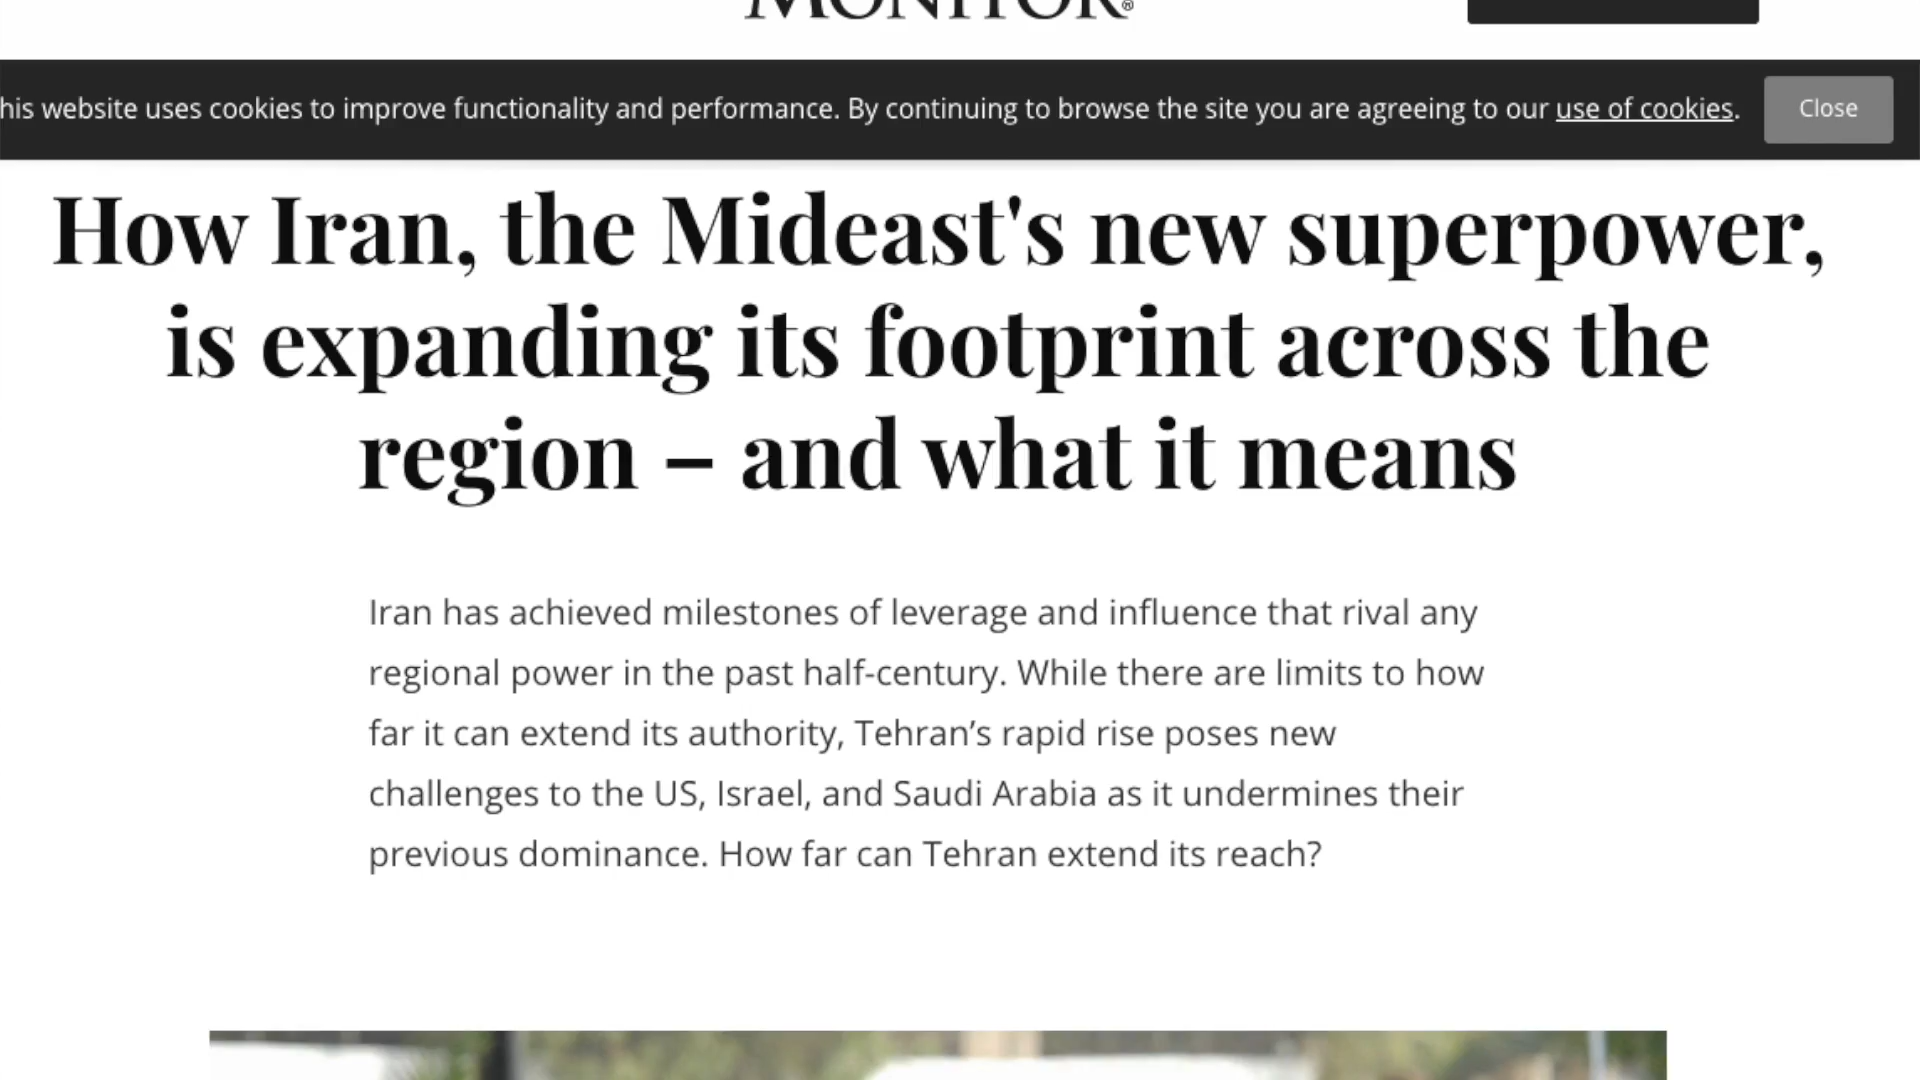 MONITOR®
his website uses cookies to improve functionality and performance. By continuing to browse the site you are agreeing to our use of cookies.
Close
How Iran, the Mideast's new superpower,
is expanding its footprint across the
region – and what it means
Iran has achieved milestones of leverage and influence that rival any
regional power in the past half-century. While there are limits to how
far it can extend its authority, Tehran’s rapid rise poses new
challenges to the US, Israel, and Saudi Arabia as it undermines their
previous dominance. How far can Tehran extend its reach?